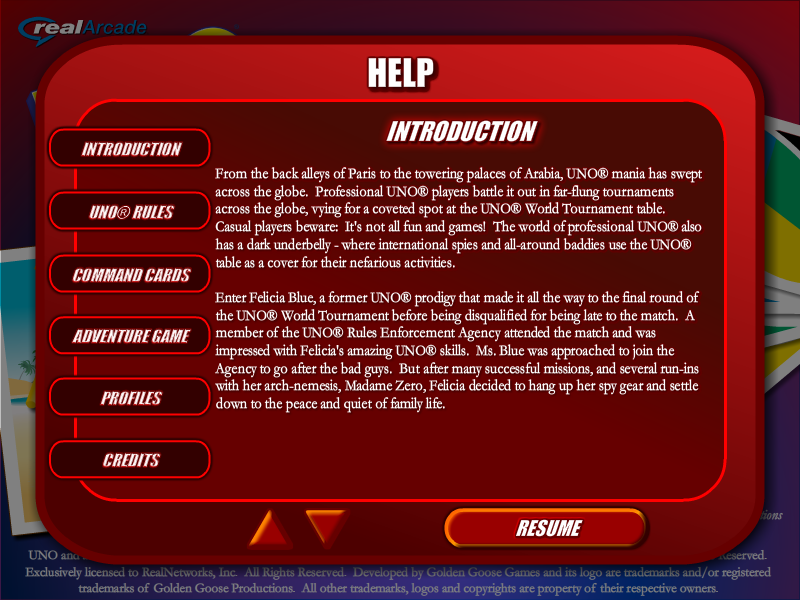 realArcade
HELP
INTRODUCTION
INTRODUCTION
UNO® RULES
COMMAND CARDS
ADVENTURE GAME
PROFILES
CREDITS
From the back alleys of Paris to the towering palaces of Arabia, UNO® mania has swept
across the globe.  Professional UNO® players battle it out in far-flung tournaments
across the globe, vying for a coveted spot at the UNO® World Tournament table.
Casual players beware:  It's not all fun and games!  The world of professional UNO® also
has a dark underbelly - where international spies and all-around baddies use the UNO®
table as a cover for their nefarious activities.
Enter Felicia Blue, a former UNO® prodigy that made it all the way to the final round of
the UNO® World Tournament before being disqualified for being late to the match.  A
member of the UNO® Rules Enforcement Agency attended the match and was
impressed with Felicia's amazing UNO® skills.  Ms. Blue was approached to join the
Agency to go after the bad guys.  But after many successful missions, and several run-ins
with her arch-nemesis, Madame Zero, Felicia decided to hang up her spy gear and settle
down to the peace and quiet of family life.
RESUME
UNO and
Exclusively licensed to RealNetworks, Inc.  All Rights Reserved.  Developed by Golden Goose Games and its logo are trademarks and/or registered
trademarks of Golden Goose Productions.  All other trademarks, logos and copyrights are property of their respective owners.